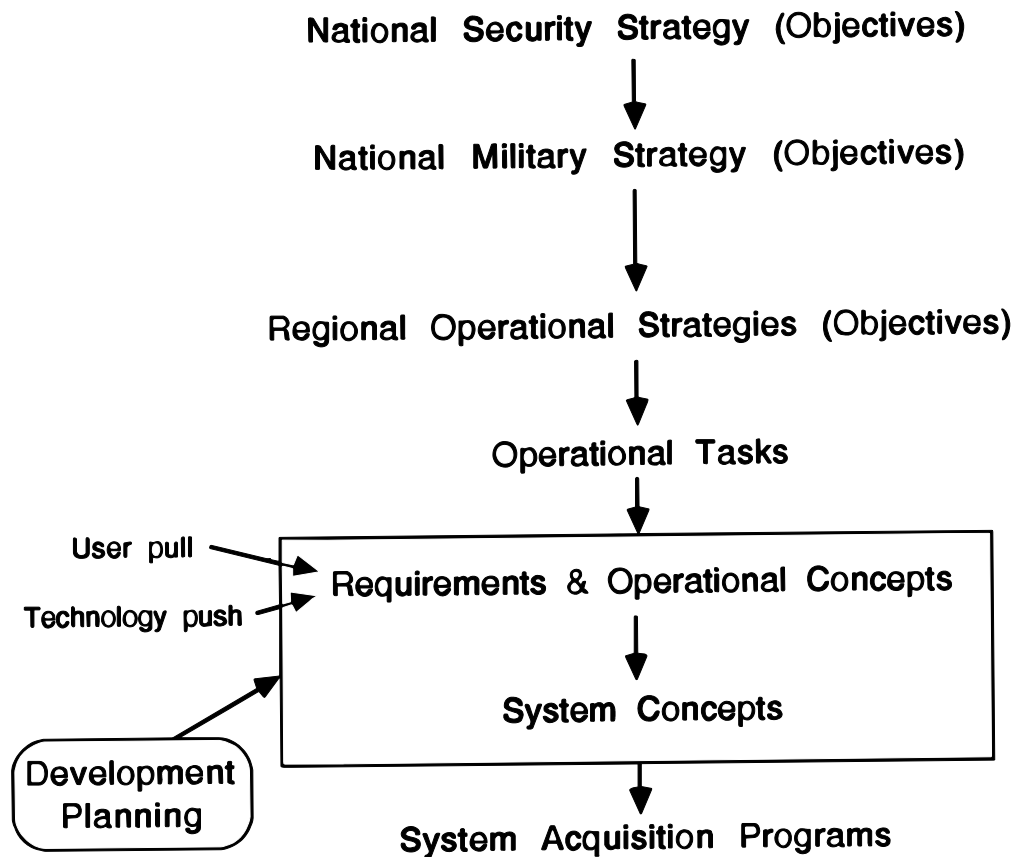 National Security Strategy (Objectives)
National Military Strategy (Objectives)
Regional Operational Strategies (Objectives)
Operational Tasks
User pull
Requirements & Operational Concepts
Technology push
System Concepts
Development
Planning
System Acquisition Programs